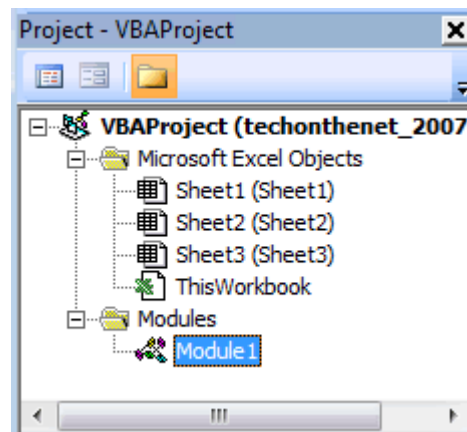 Project - VBAProject
VBAProject (techonthenet_2007
Microsoft Excel Objects
Sheet1 (Sheet1)
Sheet2 (Sheet2)
Sheet3 (Sheet3)
ThisWorkbook
Modules
Module1